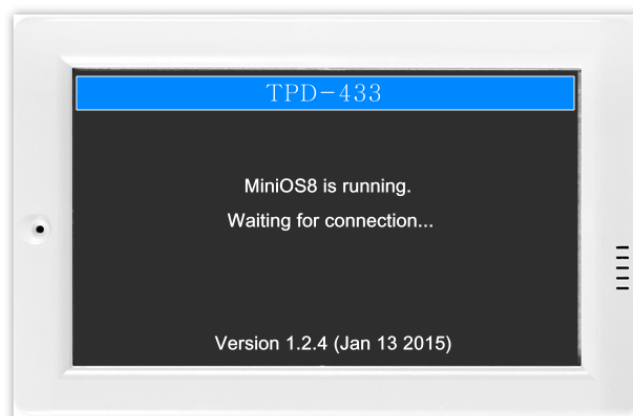 TPD-433
MiniOS8 is running.
Waiting for connection...
Version 1.2.4 (Jan 13 2015)